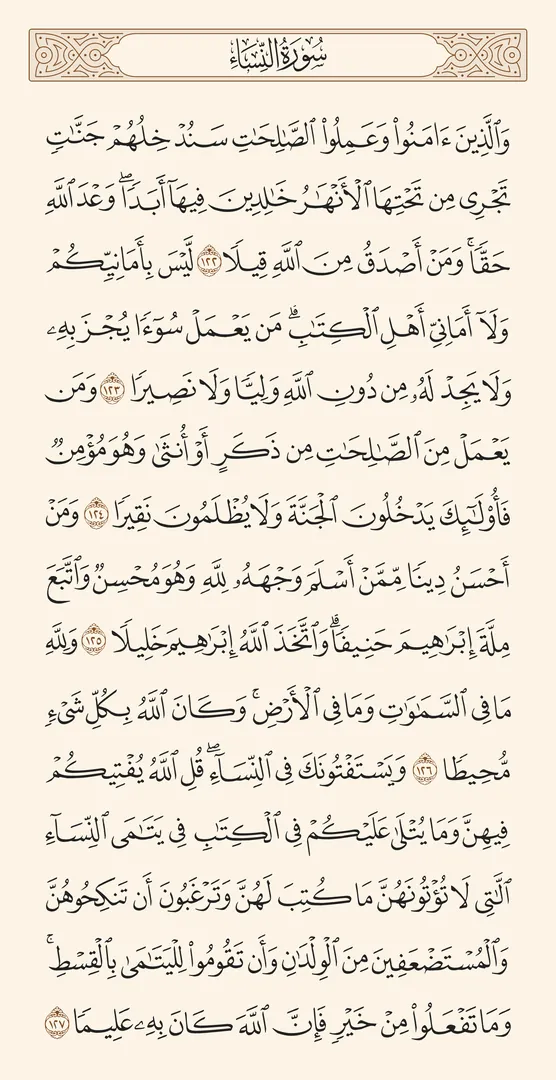 سُورَةُ النِّسَاءِ
وَٱلَّذِينَ ءَامَنُوا۟ وَعَمِلُوا۟ ٱلصَّٰلِحَٰتِ سَنُدْخِلُهُمْ جَنَّٰتٍ
تَجْرِى مِن تَحْتِهَا ٱلْأَنْهَٰرُ خَٰلِدِينَ فِيهَآ أَبَدًا ۖ وَعْدَ ٱللَّهِ
حَقًّا ۚ وَمَنْ أَصْدَقُ مِنَ ٱللَّهِ قِيلًا ١٢٢ لَّيْسَ بِأَمَانِيِّكُمْ
وَلَآ أَمَانِىِّ أَهْلِ ٱلْكِتَٰبِ ۗ مَن يَعْمَلْ سُوٓءًا يُجْزَ بِهِۦ
وَلَا يَجِدْ لَهُۥ مِن دُونِ ٱللَّهِ وَلِيًّا وَلَا نَصِيرًا ١٢٣ وَمَن
يَعْمَلْ مِنَ ٱلصَّٰلِحَٰتِ مِن ذَكَرٍ أَوْ أُنثَىٰ وَهُوَ مُؤْمِنٌ
فَأُو۟لَٰٓئِكَ يَدْخُلُونَ ٱلْجَنَّةَ وَلَا يُظْلَمُونَ نَقِيرًا ١٢٤ وَمَنْ
أَحْسَنُ دِينًا مِّمَّنْ أَسْلَمَ وَجْهَهُۥ لِلَّهِ وَهُوَ مُحْسِنٌ وَٱتَّبَعَ
مِلَّةَ إِبْرَٰهِيمَ حَنِيفًا ۗ وَٱتَّخَذَ ٱللَّهُ إِبْرَٰهِيمَ خَلِيلًا ١٢٥ وَلِلَّهِ
مَا فِى ٱلسَّمَٰوَٰتِ وَمَا فِى ٱلْأَرْضِ ۚ وَكَانَ ٱللَّهُ بِكُلِّ شَىْءٍ
مُّحِيطًا ١٢٦ وَيَسْتَفْتُونَكَ فِى ٱلنِّسَآءِ ۖ قُلِ ٱللَّهُ يُفْتِيكُمْ
فِيهِنَّ وَمَا يُتْلَىٰ عَلَيْكُمْ فِى ٱلْكِتَٰبِ فِى يَتَٰمَى ٱلنِّسَآءِ
ٱلَّٰتِى لَا تُؤْتُونَهُنَّ مَا كُتِبَ لَهُنَّ وَتَرْغَبُونَ أَن تَنكِحُوهُنَّ
وَٱلْمُسْتَضْعَفِينَ مِنَ ٱلْوِلْدَٰنِ وَأَن تَقُومُوا۟ لِلْيَتَٰمَىٰ بِٱلْقِسْطِ ۚ
وَمَا تَفْعَلُوا۟ مِنْ خَيْرٍ فَإِنَّ ٱللَّهَ كَانَ بِهِۦ عَلِيمًا ١٢٧